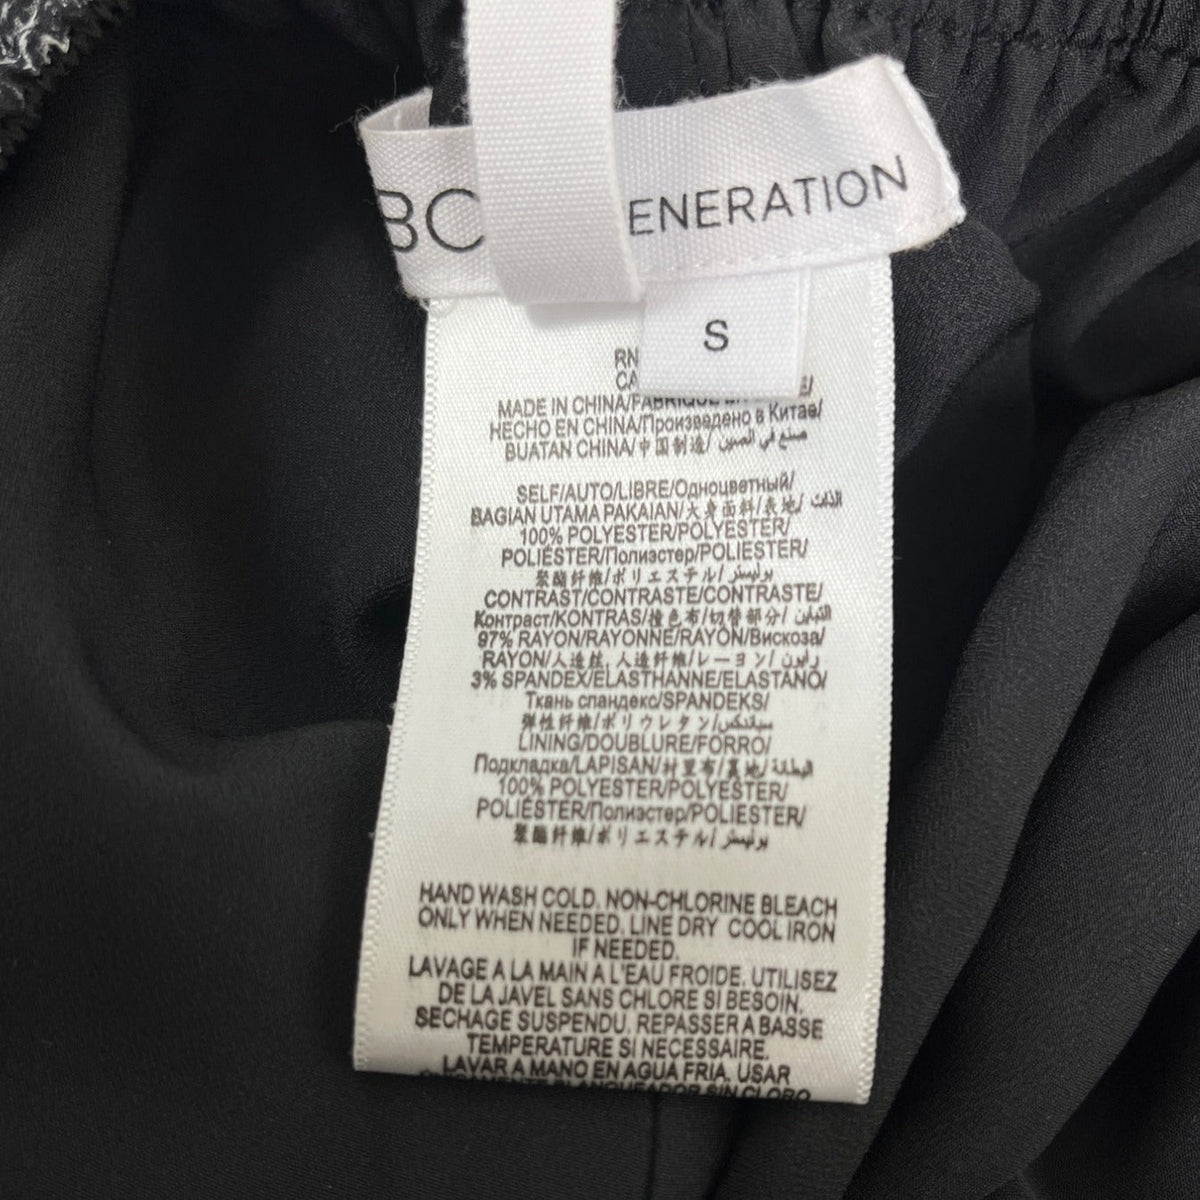 BC ENERATION
S
RN
CA
MADE IN CHINA/FABRIQUÉ EN
HECHO EN CHINA/Произведено в Китае/
BUATAN CHINA/中国制造/ صنع في الصين
SELF/AUTO/LIBRE/Одноцветный/
BAGIAN UTAMA PAKAIAN/大身面料/表地/ الذات
100% POLYESTER/POLYESTER/
POLIÉSTER/Полиэстер/POLIESTER/
聚酯纤维/ポリエステル/ بوليستر
CONTRAST/CONTRASTE/CONTRASTE/
Контраст/KONTRAS/撞色布/切替部分/ التباين
97% RAYON/RAYONNE/RAYÓN/Вискоза/
RAYON/人造丝, 人造纤维/レーヨン/ رايون
3% SPANDEX/ELASTHANNE/ELASTANO/
Ткань спандекс/SPANDEKS/
弹性纤维/ポリウレタン/ سباندكس
LINING/DOUBLURE/FORRO/
Подкладка/LAPISAN/村里布/裏地/ البطانة
100% POLYESTER/POLYESTER/
POLIÉSTER/Полиэстер/POLIESTER/
聚酯纤维/ポリエステル/ بوليستر
HAND WASH COLD. NON-CHLORINE BLEACH
ONLY WHEN NEEDED. LINE DRY COOL IRON
IF NEEDED.
LAVAGE A LA MAIN A L'EAU FROIDE. UTILISEZ
DE LA JAVEL SANS CHLORE SI BESOIN.
SECHAGE SUSPENDU. REPASSER A BASSE
TEMPERATURE SI NECESSAIRE.
LAVAR A MANO EN AGUA FRIA. USAR
BLANQUEADOR SIN CLORO